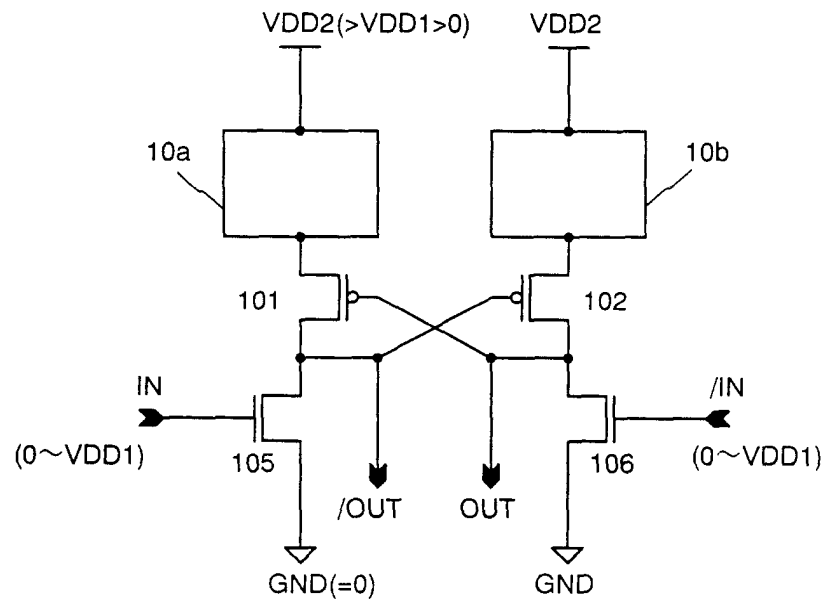 VDD2(>VDD1>0)
VDD2
10a
10b
101
102
IN
/IN
(0～VDD1)
105
106
(0～VDD1)
/OUT
OUT
GND(=0)
GND